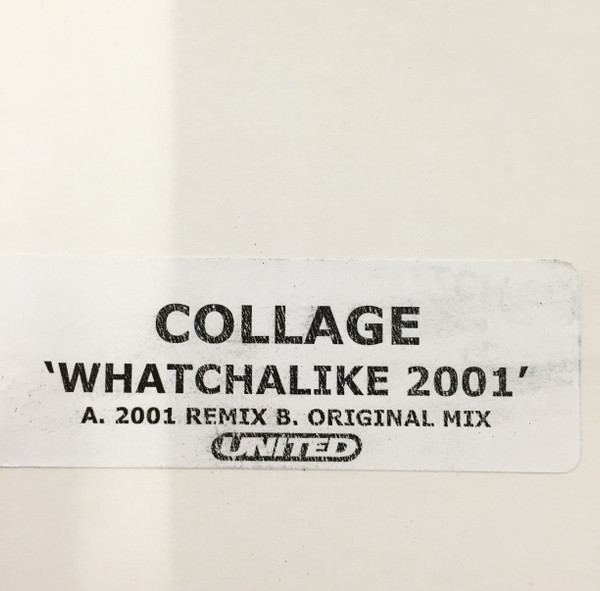 COLLAGE
‘WHATCHALIKE 2001’
A. 2001 REMIX B. ORIGINAL MIX
UNITED